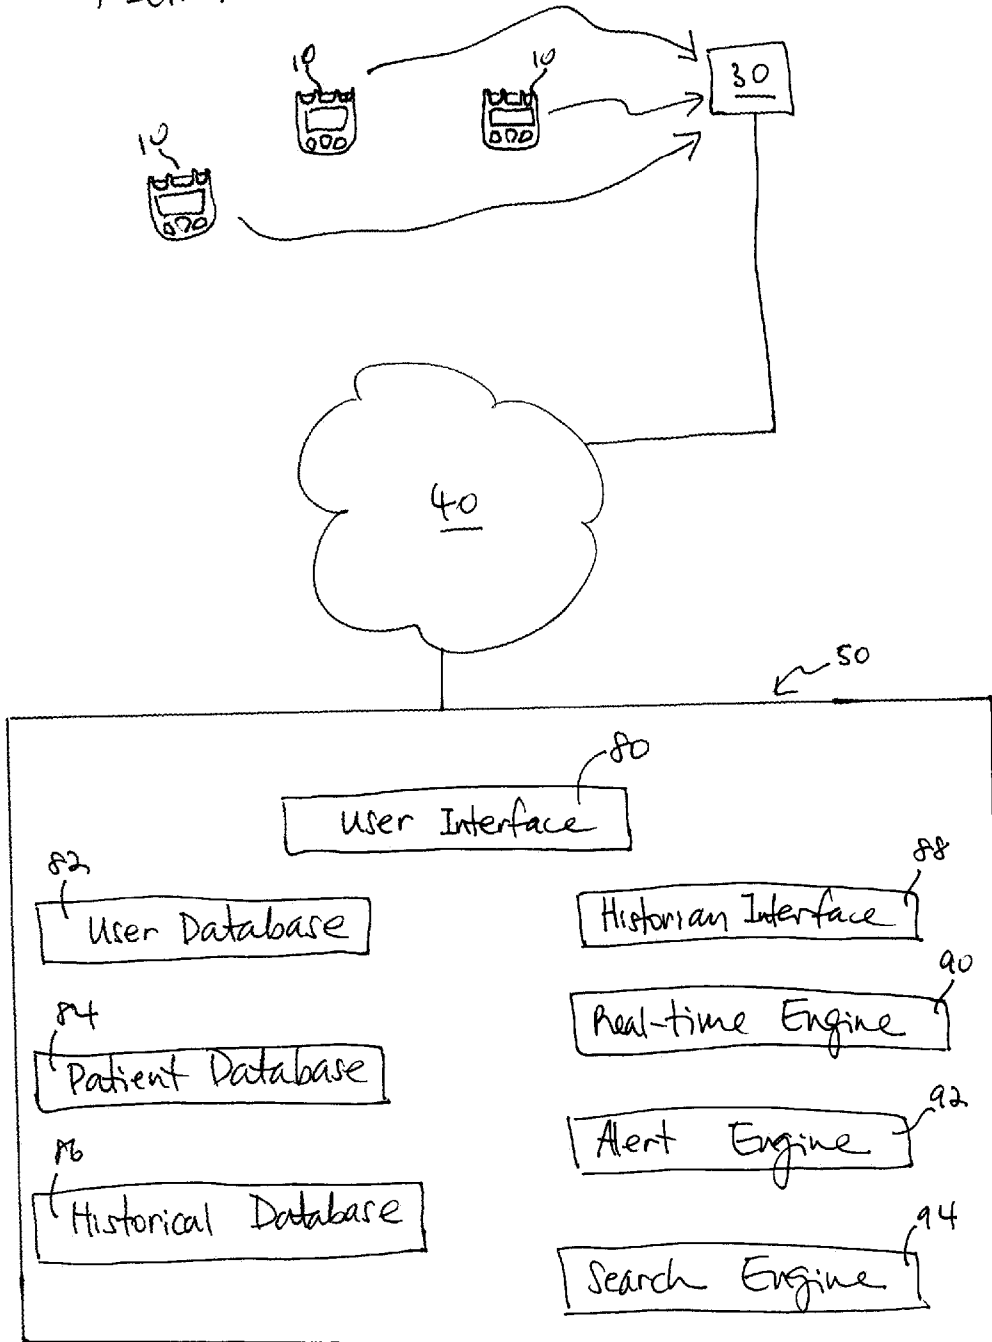 10
10
10
30
40
50
80
User Interface
82
User Database
88
Historian Interface
90
Real-time Engine
84
Patient Database
92
Alert Engine
86
Historical Database
94
Search Engine